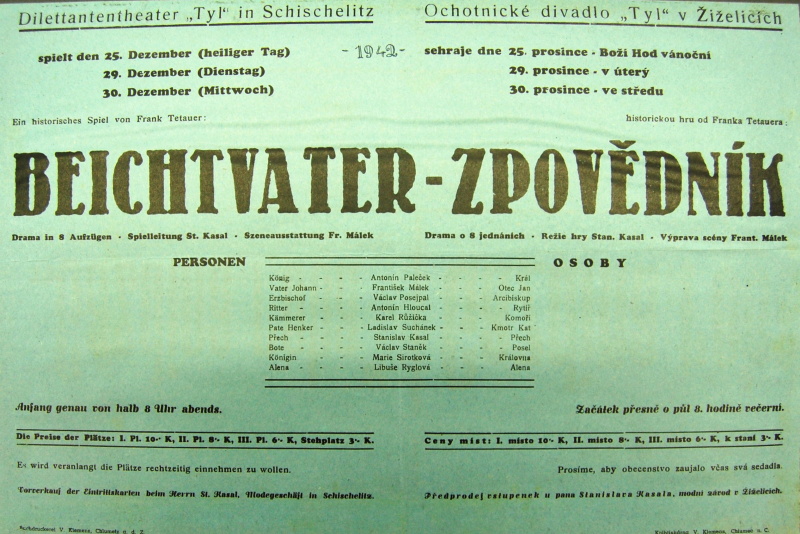 Dilettantentheater „Tyl" in Schischelitz
spielt den 25. Dezember (heiliger Tag)
29. Dezember (Dienstag)
30. Dezember (Mittwoch)
- 1942 -
Ochotnické divadlo „Tyl" v Žiželicích
sehraje dne 25. prosince - Boži Hod vánoční
29. prosince - v úterý
30. prosince - ve středu
Ein historisches Spiel von Frank Tetauer:
historickou hru od Franka Tetauera:
BEICHTVATER - ZPOVĚDNÍK
Drama in 8 Aufzügen · Spielleitung St. Kasal · Szeneausstattung Fr. Málek
Drama o 8 jednáních · Režie hry Stan. Kasal · Výprava scény Frant. Málek
PERSONEN
OSOBY
König - - - Antonín Paleček - - - Král
Vater Johann - - - František Málek - - - Otec Jan
Erzbischof - - - Václav Posejpal - - - Arcibiskup
Ritter - - - Antonín Hloucal - - - Rytíř
Kämmerer - - - Karel Růžička - - - Komoří
Pate Henker - - - Ladislav Suchánek - - - Kmotr Kat
Přech - - - Stanislav Kasal - - - Přech
Bote - - - Václav Staněk - - - Posel
Königin - - - Marie Sirotková - - - Královna
Alena - - - Libuše Ryglová - - - Alena
Anfang genau von halb 8 Uhr abends.
Začátek přesně o půl 8. hodině večerní.
Die Preise der Plätze: I. Pl. 10·- K, II. Pl. 8·- K, III. Pl. 6·- K, Stehplatz 3·- K.
Ceny míst: I. místo 10·- K, II. místo 8·- K, III. místo 6·- K, k stání 3·- K.
Es wird veranlangt die Plätze rechtzeitig einnehmen zu wollen.
Prosíme, aby obecenstvo zaujalo včas svá sedadla.
Vorverkauf der Eintrittskarten beim Herrn St. Kasal, Modegeschäft in Schischelitz.
Předprodej vstupenek u pana Stanislava Kasala, modní závod v Žiželicích.
Buchdruckerei V. Klemens, Chlumetz a. d. Z.
Knihtiskárna V. Klemens, Chlumec n. C.